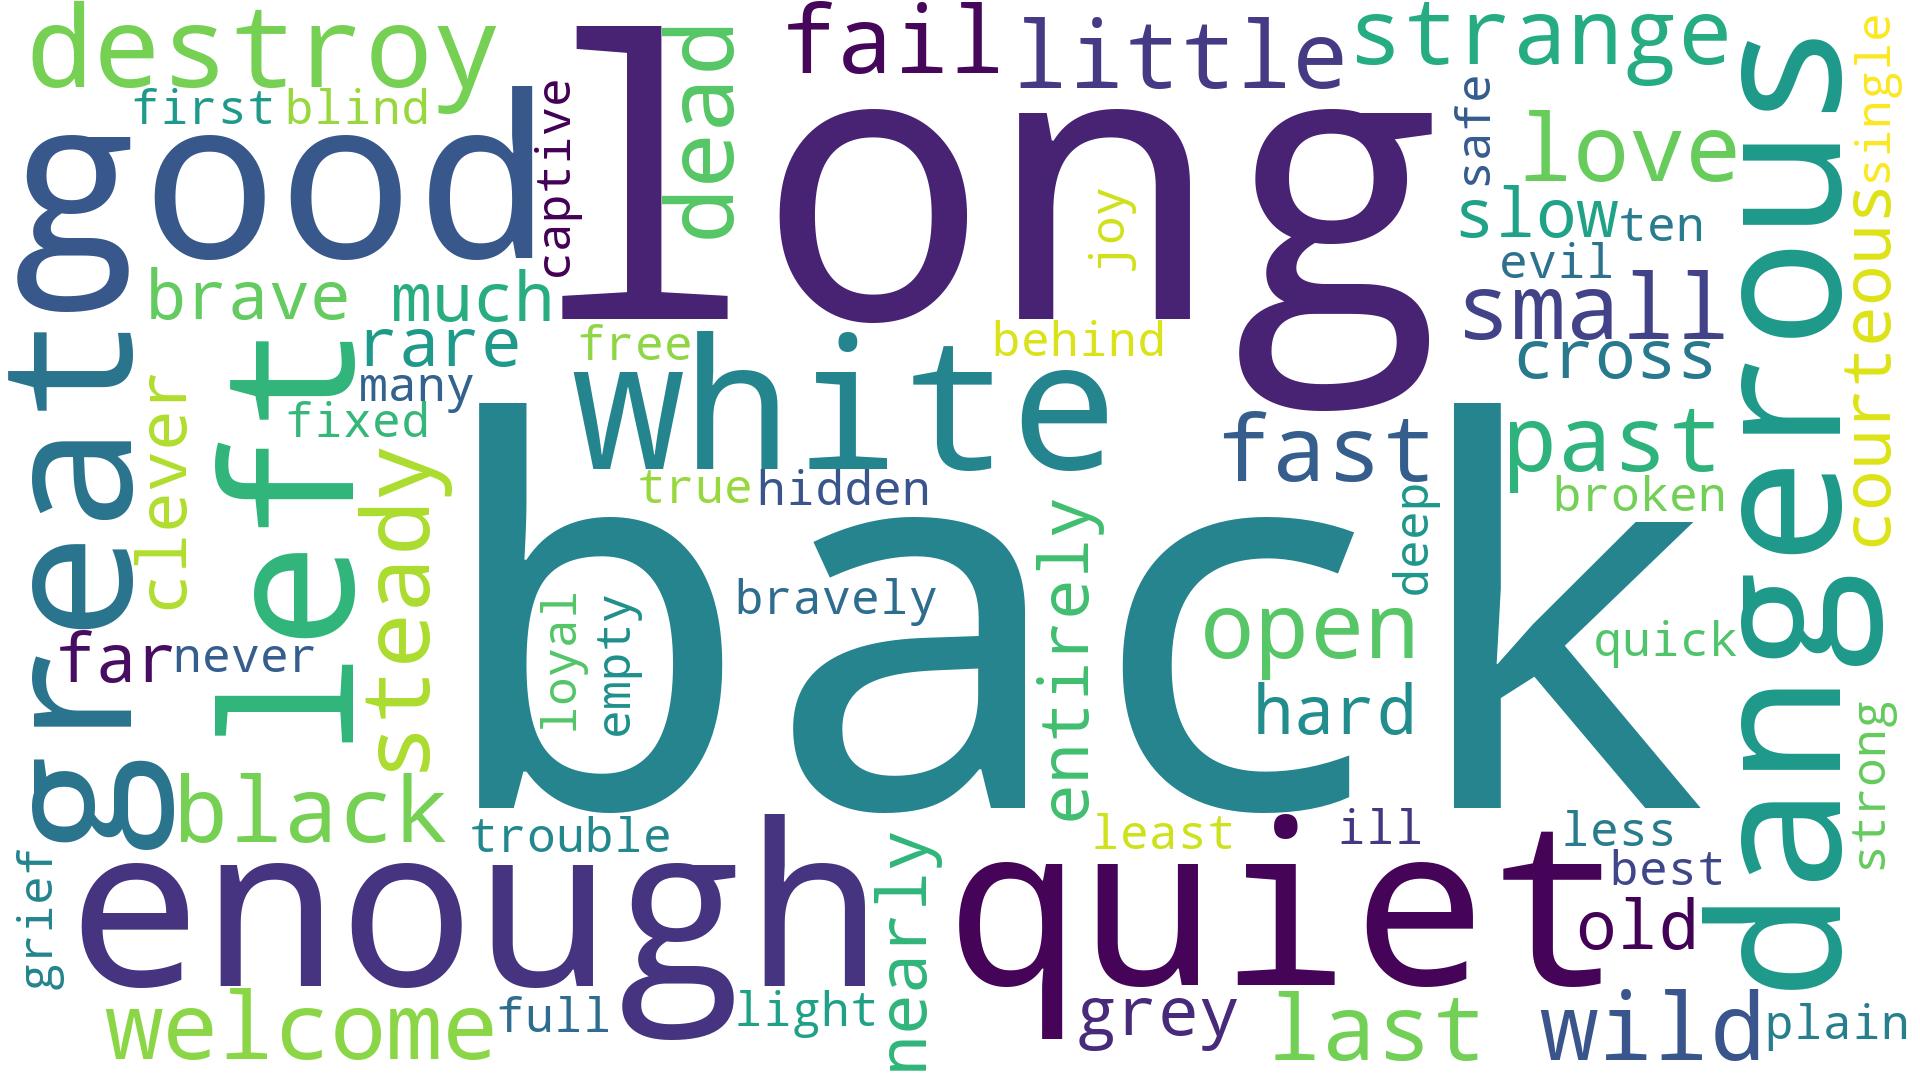 destroy
first
blind
good
captive
long
dead
fail
little
strange
safe
love
single
slow
ten
joy
evil
small
cross
dangerous
courteous
brave
much
rare
many
fixed
great
clever
left
steady
free
white
behind
true
hidden
fast
past
broken
deep
back
bravely
loyal
empty
entirely
open
hard
quick
far
never
strong
black
trouble
least
ill
less
best
old
grief
enough
nearly
quiet
welcome
full
light
grey
last
wild
plain